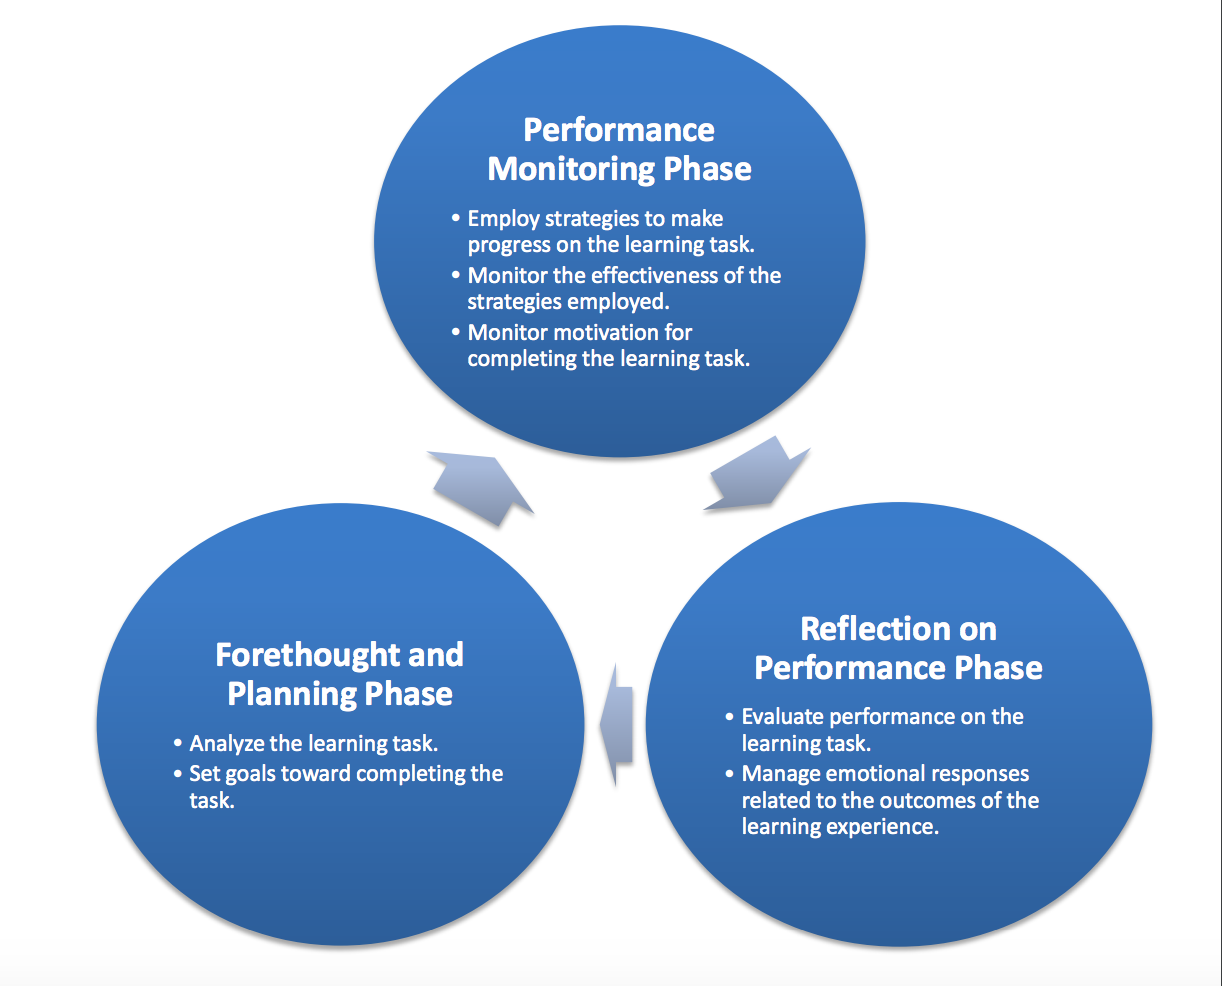 Performance
Monitoring Phase
• Employ strategies to make
progress on the learning task.
• Monitor the effectiveness of the
strategies employed.
• Monitor motivation for
completing the learning task.
Forethought and
Planning Phase
• Analyze the learning task.
• Set goals toward completing the
task.
Reflection on
Performance Phase
• Evaluate performance on the
learning task.
• Manage emotional responses
related to the outcomes of the
learning experience.